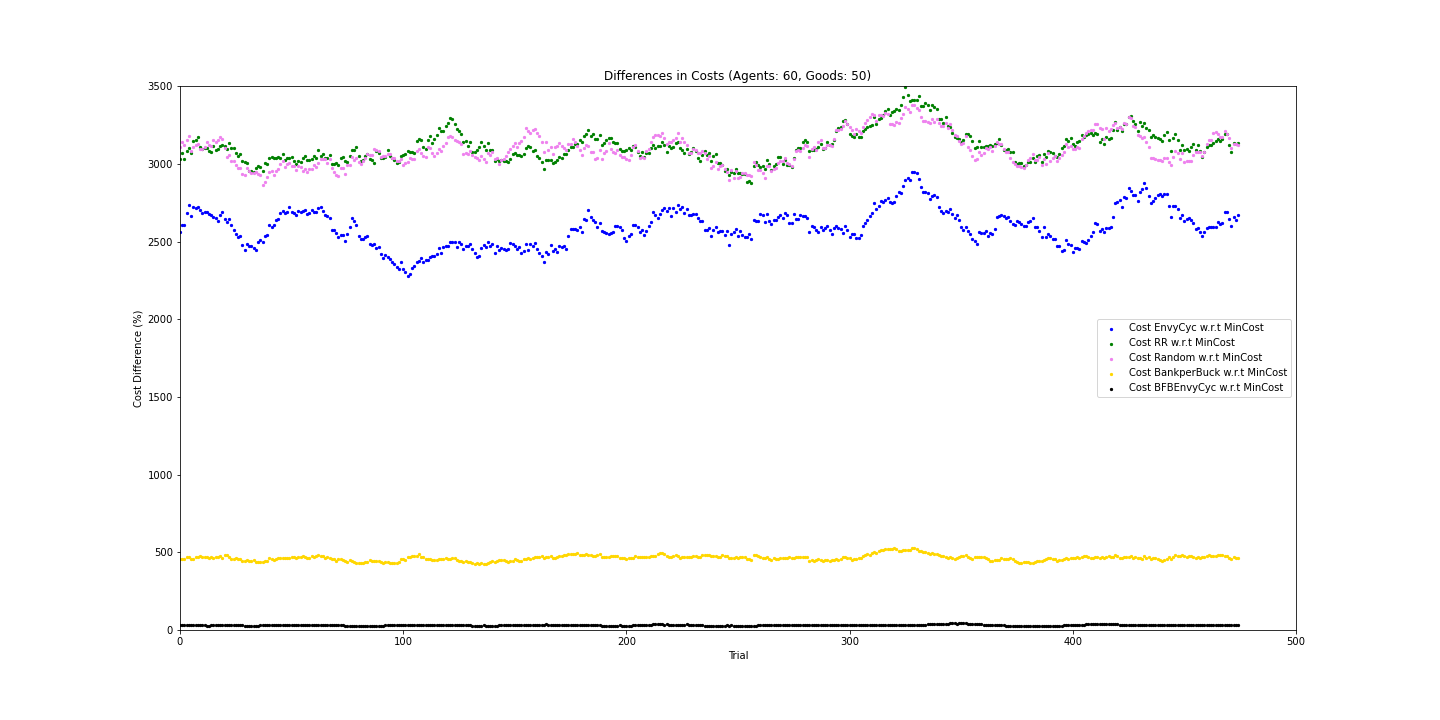 Differences in Costs (Agents: 60, Goods: 50)
3500
3000
2500
2000
1500
1000
500
0
Cost Difference (%)
Cost EnvyCyc w.r.t MinCost
Cost RR w.r.t MinCost
Cost Random w.r.t MinCost
Cost BankperBuck w.r.t MinCost
Cost BFBEnvyCyc w.r.t MinCost
0 100 200 300 400 500
Trial